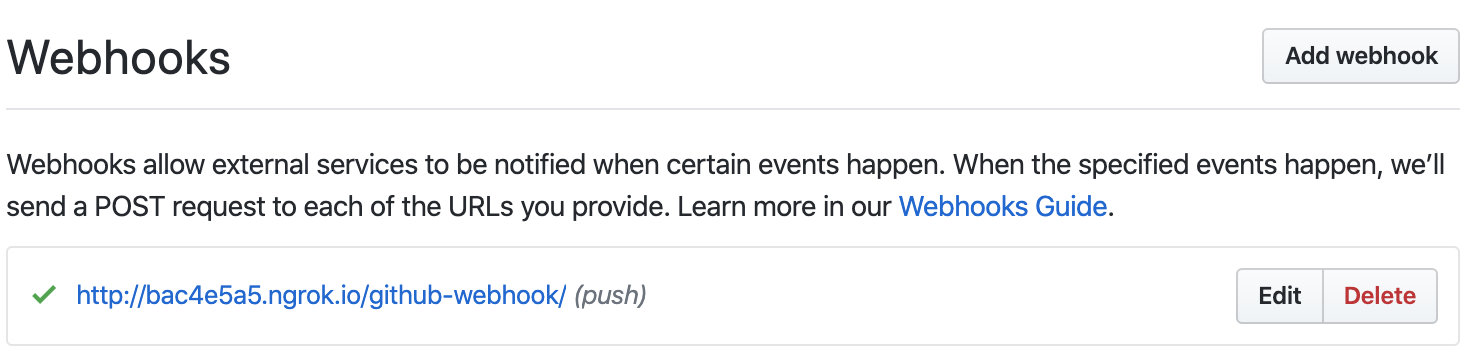 Webhooks
Add webhook
Webhooks allow external services to be notified when certain events happen. When the specified events happen, we’ll
send a POST request to each of the URLs you provide. Learn more in our Webhooks Guide.
http://bac4e5a5.ngrok.io/github-webhook/ (push)
Edit
Delete